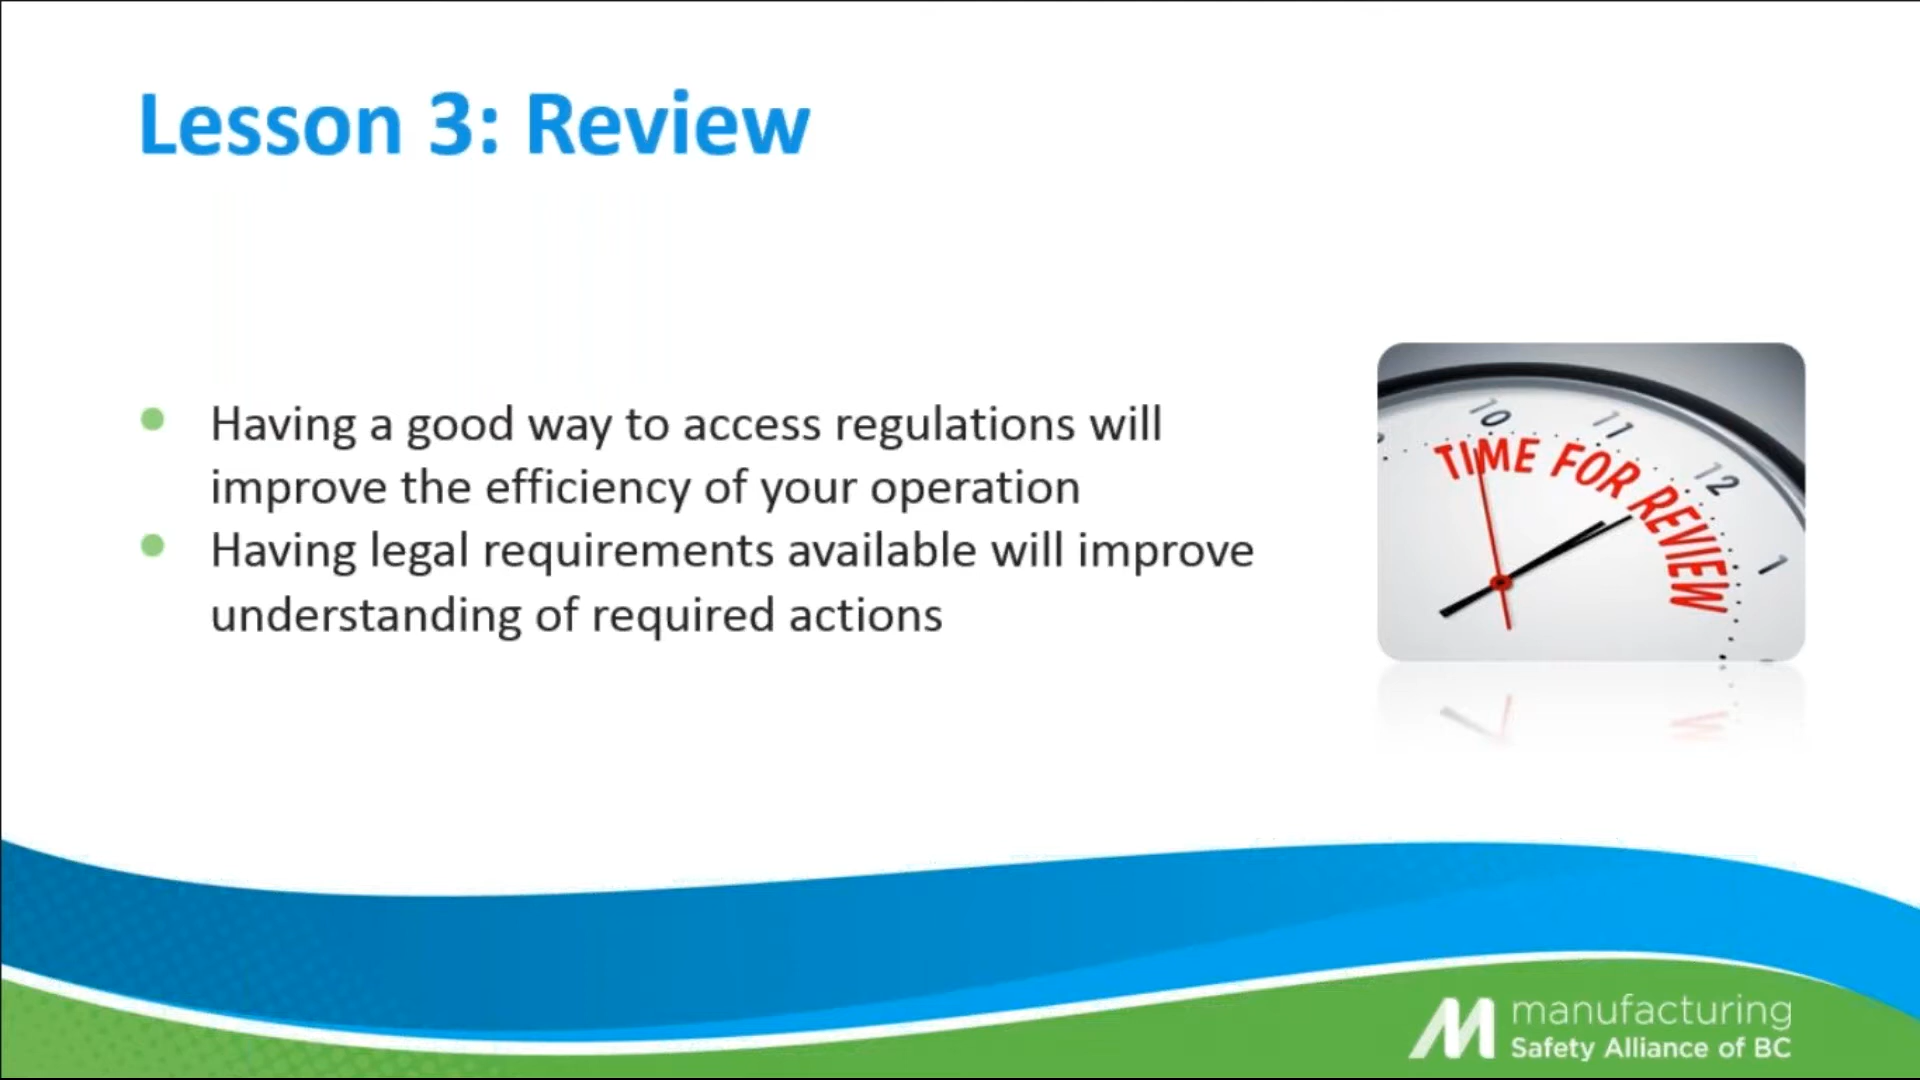 Lesson 3: Review
Having a good way to access regulations will
improve the efficiency of your operation
Having legal requirements available will improve
understanding of required actions
10
11
12
1
TIME FOR REVIEW
manufacturing
Safety Alliance of BC